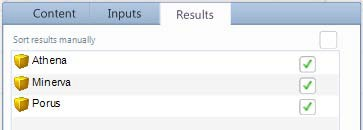 Content Inputs Results
Sort results manually
Athena
Minerva
Porus